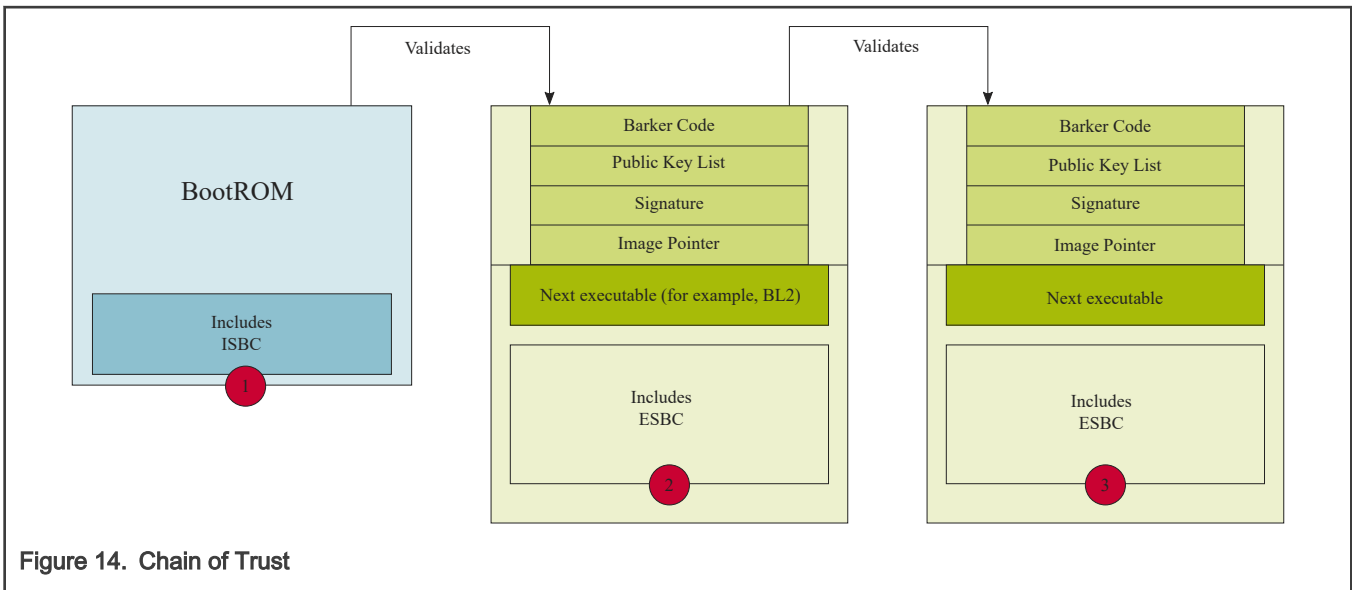 Validates
Validates
BootROM
Includes
ISBC
1
Barker Code
Public Key List
Signature
Image Pointer
Next executable (for example, BL2)
Includes
ESBC
2
Barker Code
Public Key List
Signature
Image Pointer
Next executable
Includes
ESBC
3
Figure 14. Chain of Trust